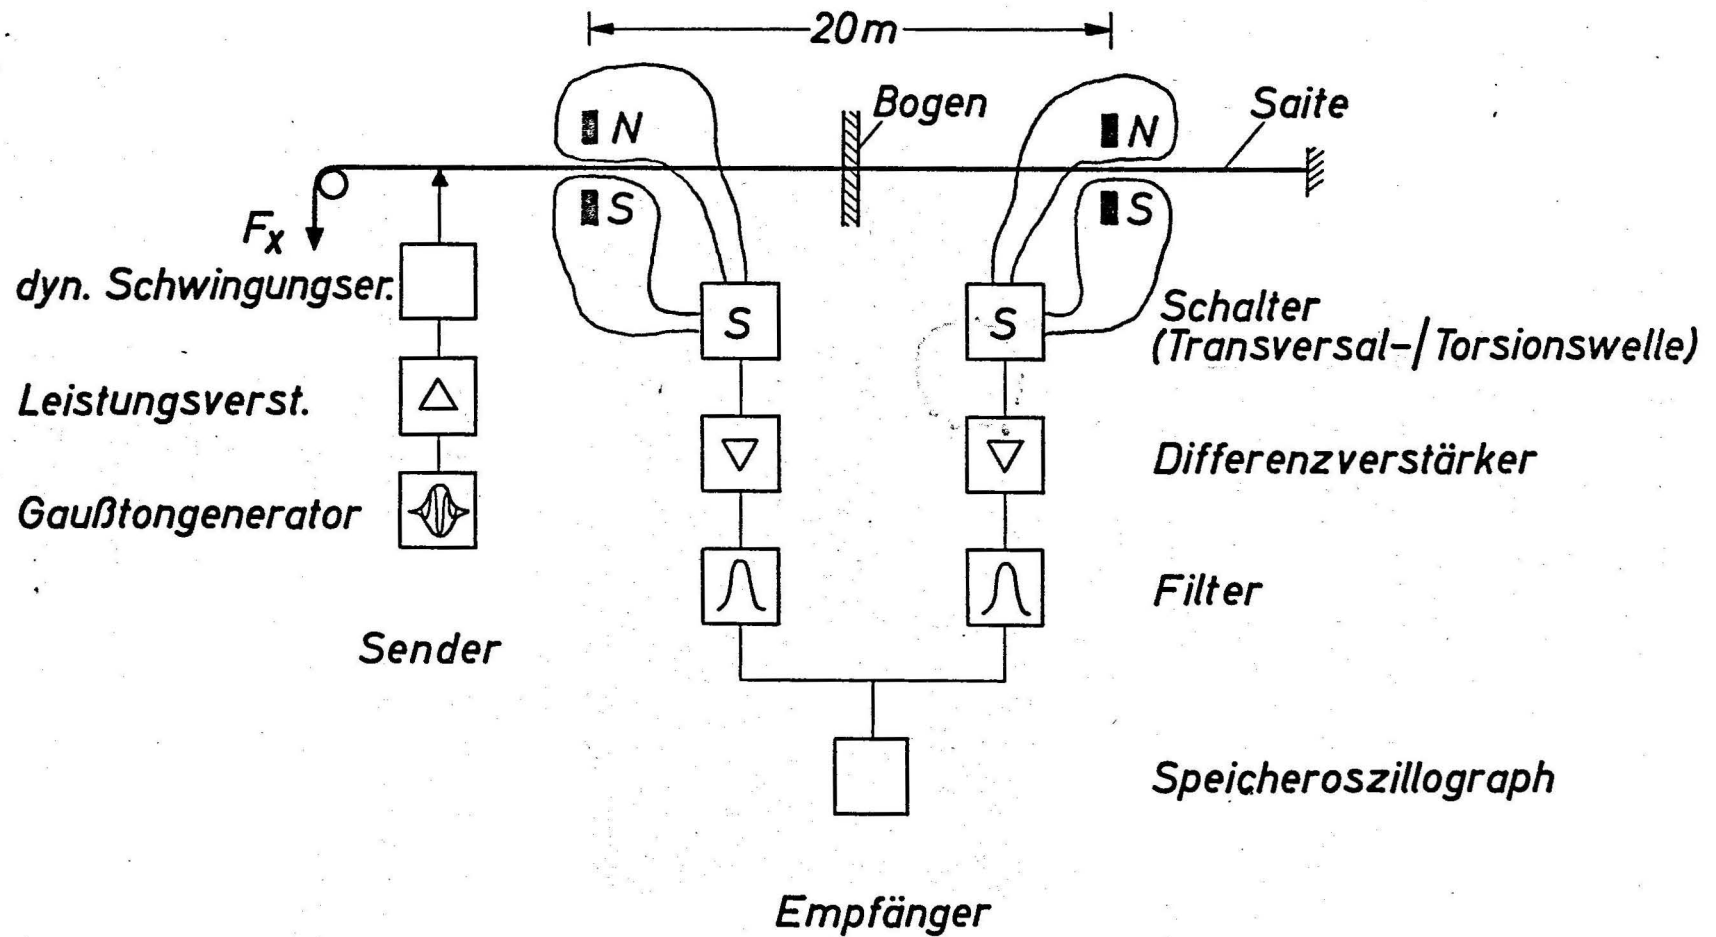 20m
Bogen
Saite
N
N
S
S
Fx
dyn. Schwingungser.
S
S
Schalter
(Transversal-/Torsionswelle)
Leistungsverst.
Differenzverstärker
Gaußtongenerator
Filter
Sender
Speicheroszillograph
Empfänger